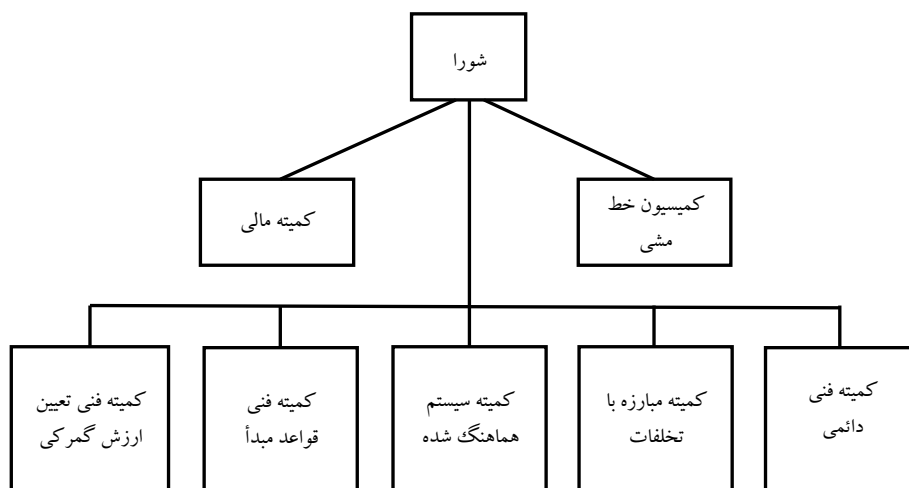 شورا
کمیسیون خط
مشی
کمیته مالی
کمیته فنی
دائمی
کمیته مبارزه با
تخلفات
کمیته سیستم
هماهنگ شده
کمیته فنی
قواعد مبدأ
کمیته فنی تعیین
ارزش گمرکی